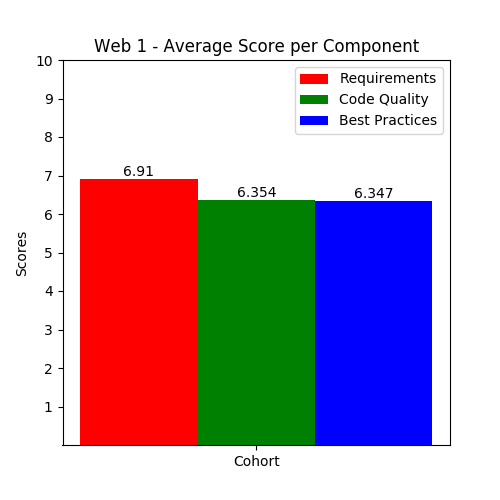 Web 1 - Average Score per Component
10
9
8
7
6
5
4
3
2
1
Scores
Requirements
Code Quality
Best Practices
6.91
6.354
6.347
Cohort